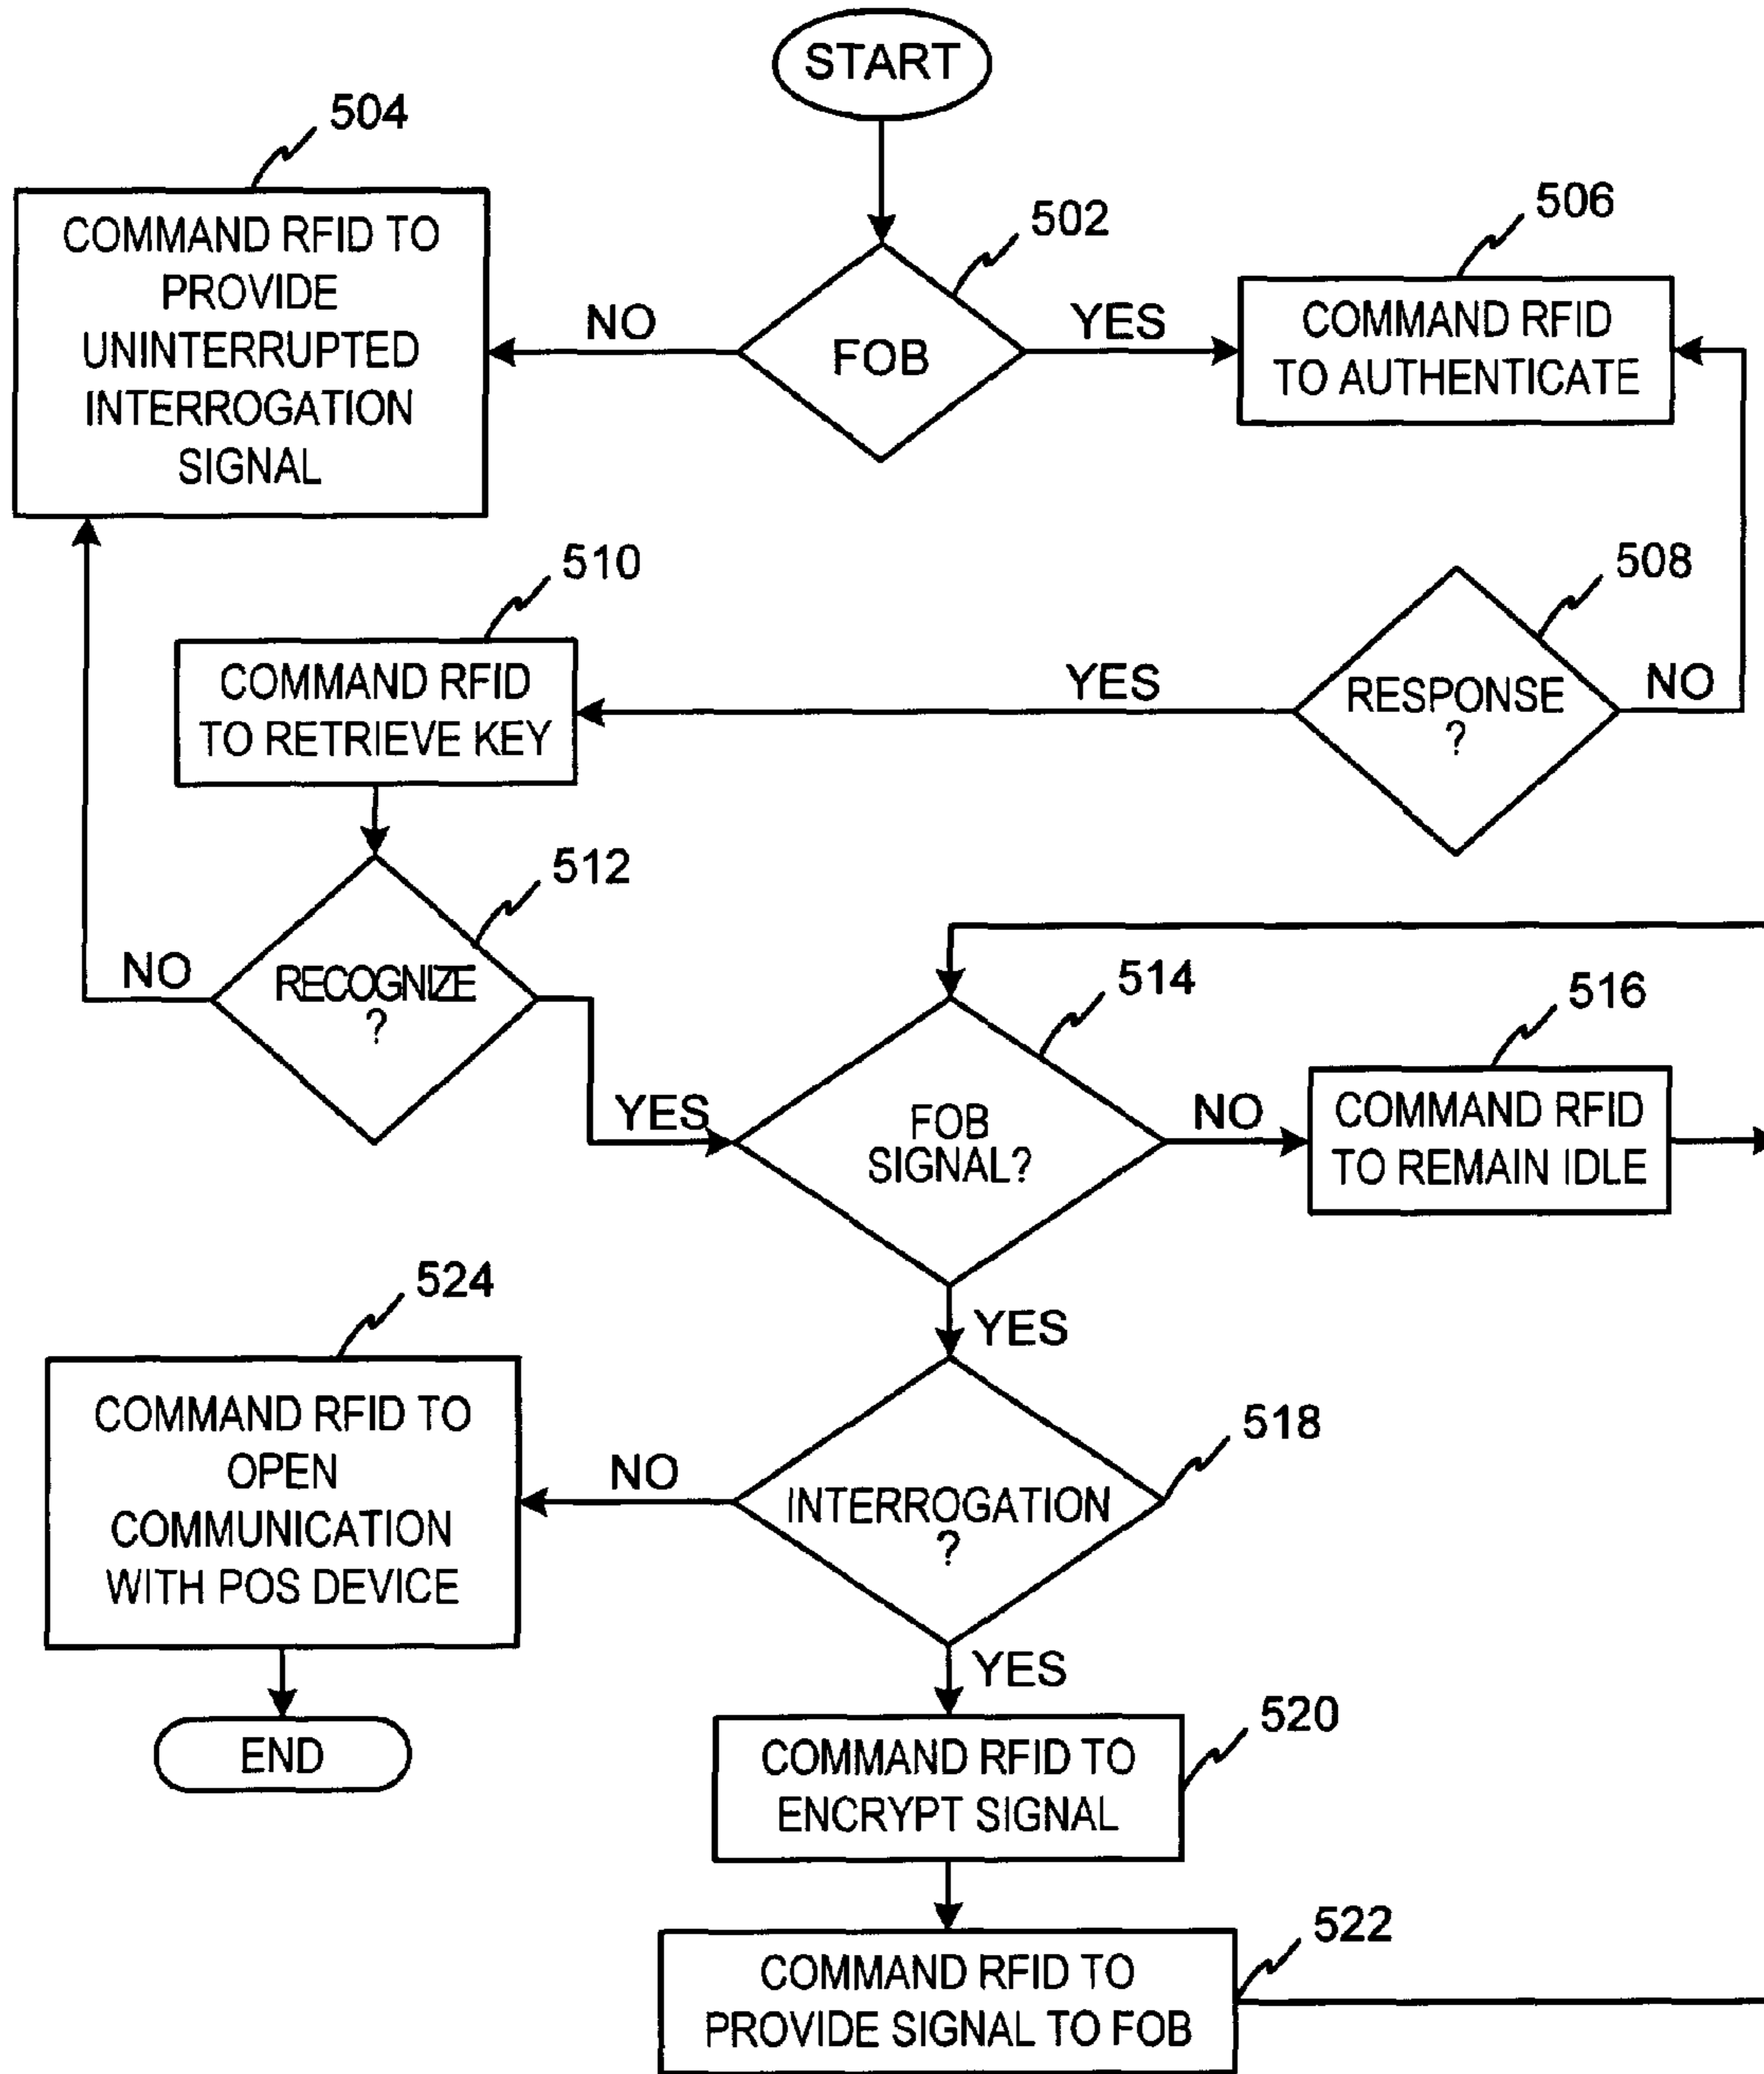 START
504
COMMAND RFID TO
PROVIDE
UNINTERRUPTED
INTERROGATION
SIGNAL
NO
502
FOB
YES
506
COMMAND RFID
TO AUTHENTICATE
510
COMMAND RFID
TO RETRIEVE KEY
YES
508
RESPONSE
?
NO
512
NO
RECOGNIZE
?
YES
514
FOB
SIGNAL?
NO
516
COMMAND RFID
TO REMAIN IDLE
YES
524
COMMAND RFID TO
OPEN
COMMUNICATION
WITH POS DEVICE
NO
518
INTERROGATION
?
YES
END
520
COMMAND RFID TO
ENCRYPT SIGNAL
522
COMMAND RFID TO
PROVIDE SIGNAL TO FOB